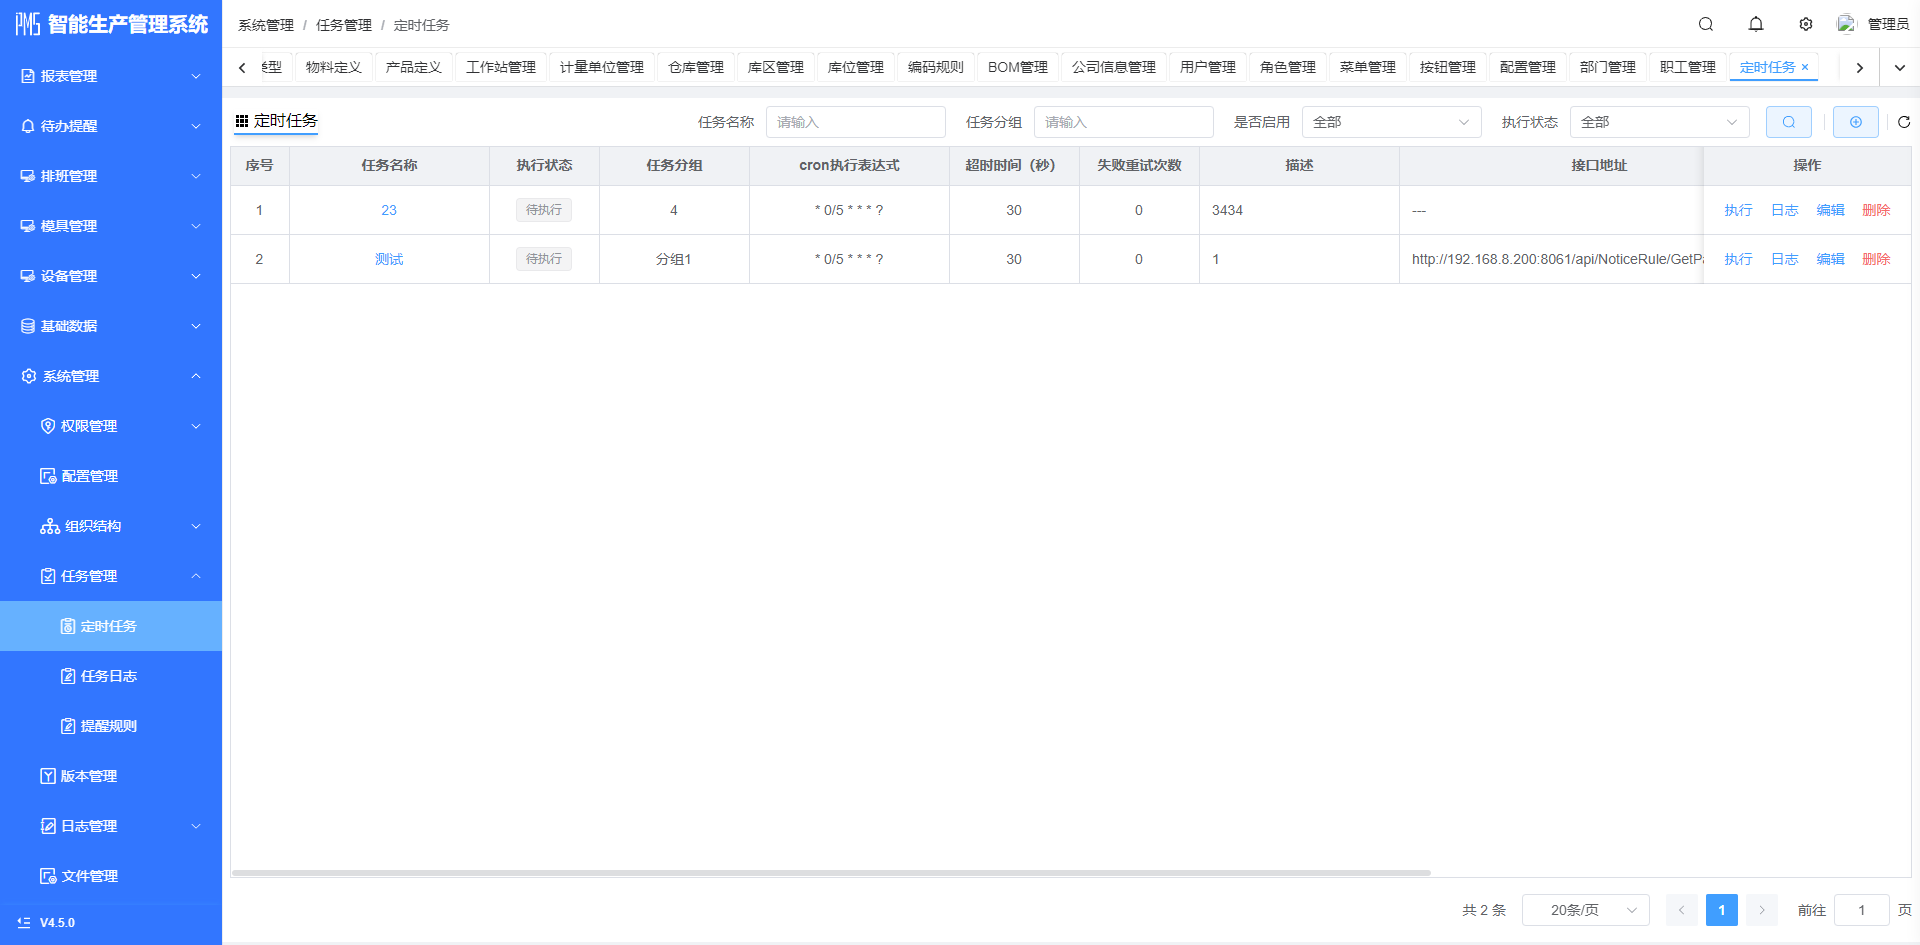 PMS 智能生产管理系统
报表管理
待办提醒
排班管理
模具管理
设备管理
基础数据
系统管理
权限管理
配置管理
组织结构
任务管理
定时任务
任务日志
提醒规则
版本管理
日志管理
文件管理
V4.5.0
系统管理 / 任务管理 / 定时任务
管理员
类型 物料定义 产品定义 工作站管理 计量单位管理 仓库管理 库区管理 库位管理 编码规则 BOM管理 公司信息管理 用户管理 角色管理 菜单管理 按钮管理 配置管理 部门管理 职工管理 定时任务 ×
定时任务 任务名称 请输入 任务分组 请输入 是否启用 全部 执行状态 全部
序号 任务名称 执行状态 任务分组 cron执行表达式 超时时间（秒） 失败重试次数 描述 接口地址 操作
1 23 待执行 4 * 0/5 * * * ? 30 0 3434 --- 执行 日志 编辑 删除
2 测试 待执行 分组1 * 0/5 * * * ? 30 0 1 http://192.168.8.200:8061/api/NoticeRule/GetPa 执行 日志 编辑 删除
共 2 条 20条/页 1 前往 1 页